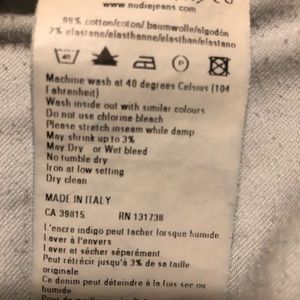 www.nudiejeans.com
98% cotton/coton/ baumwolle/algodón
2% elastane/elasthanne/elasthan/elastano
Machine wash at 40 degrees Celsius (104
Fahrenheit)
Wash inside out with similar colours
Do not use chlorine bleach
Please stretch inseam while damp
May shrink up to 3%
May Dry or Wet bleed
No tumble dry
Iron at low setting
Dry clean
MADE IN ITALY
CA 39815 RN 131738
L'encre indigo peut tacher lorsque humide
Laver à l'envers
Laver et sécher séparément
Peut rétrécir jusqu'à 3% de sa taille
originale
Ce denim peut déteindre à la fois sec ou